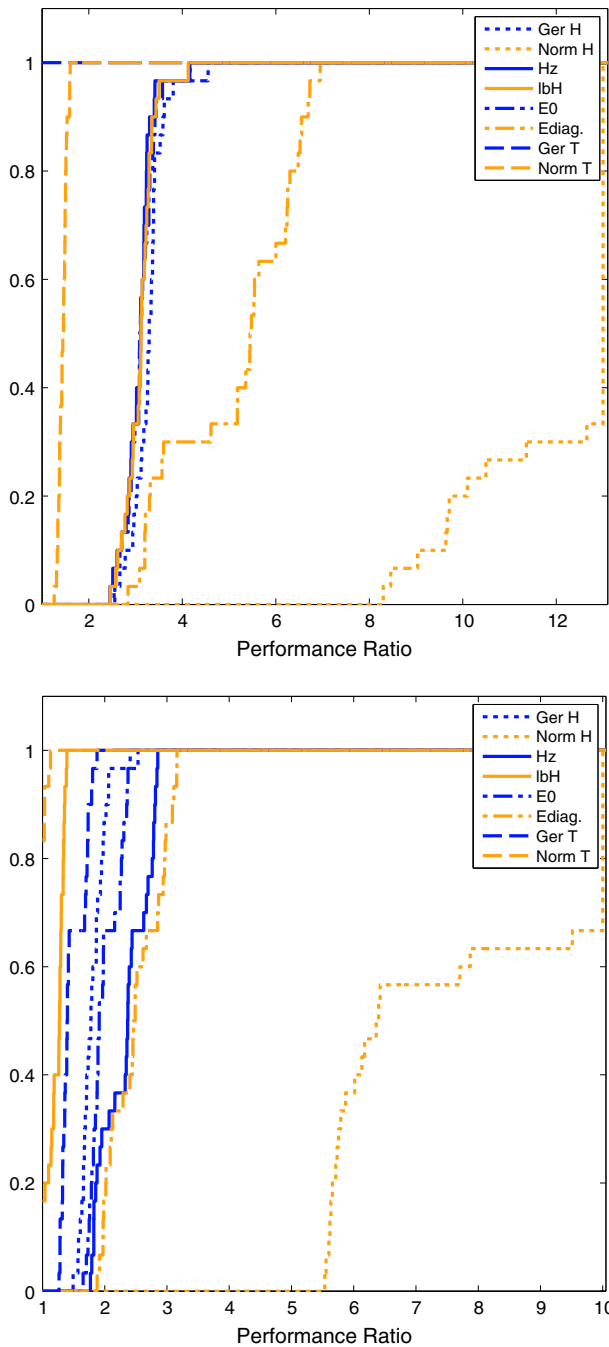 1
0.8
0.6
0.4
0.2
0
2
4
6
8
10
12
Performance Ratio
Ger H
Norm H
Hz
lbH
E0
Ediag.
Ger T
Norm T
1
0.8
0.6
0.4
0.2
0
1
2
3
4
5
6
7
8
9
10
Performance Ratio
Ger H
Norm H
Hz
lbH
E0
Ediag.
Ger T
Norm T